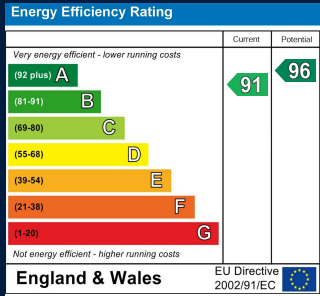 Energy Efficiency Rating
Current Potential
Very energy efficient - lower running costs
(92 plus) A
(81-91) B
(69-80) C
(55-68) D
(39-54) E
(21-38) F
(1-20) G
91
96
Not energy efficient - higher running costs
England & Wales
EU Directive
2002/91/EC